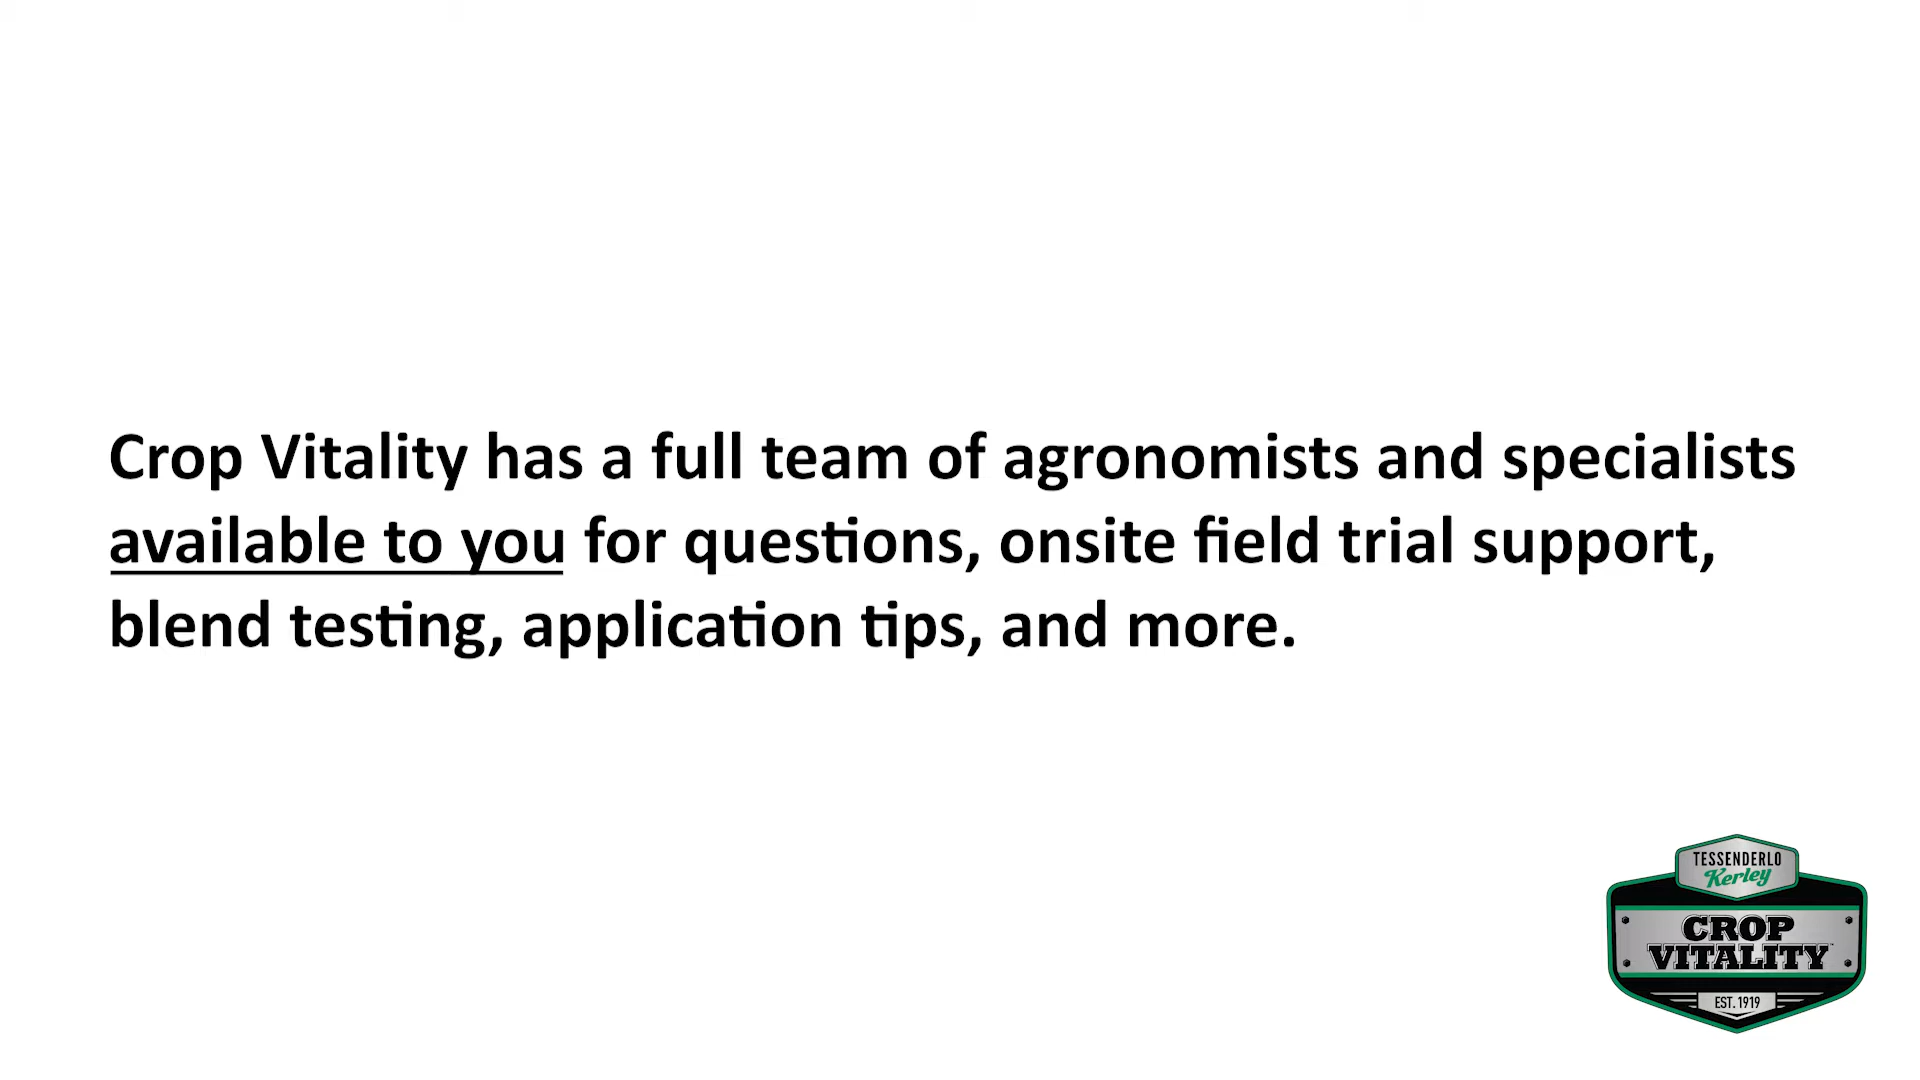 Crop Vitality has a full team of agronomists and specialists
available to you for questions, onsite field trial support,
blend testing, application tips, and more.
TESSENDERLO
Kerley
CROP
VITALITY™
EST. 1919